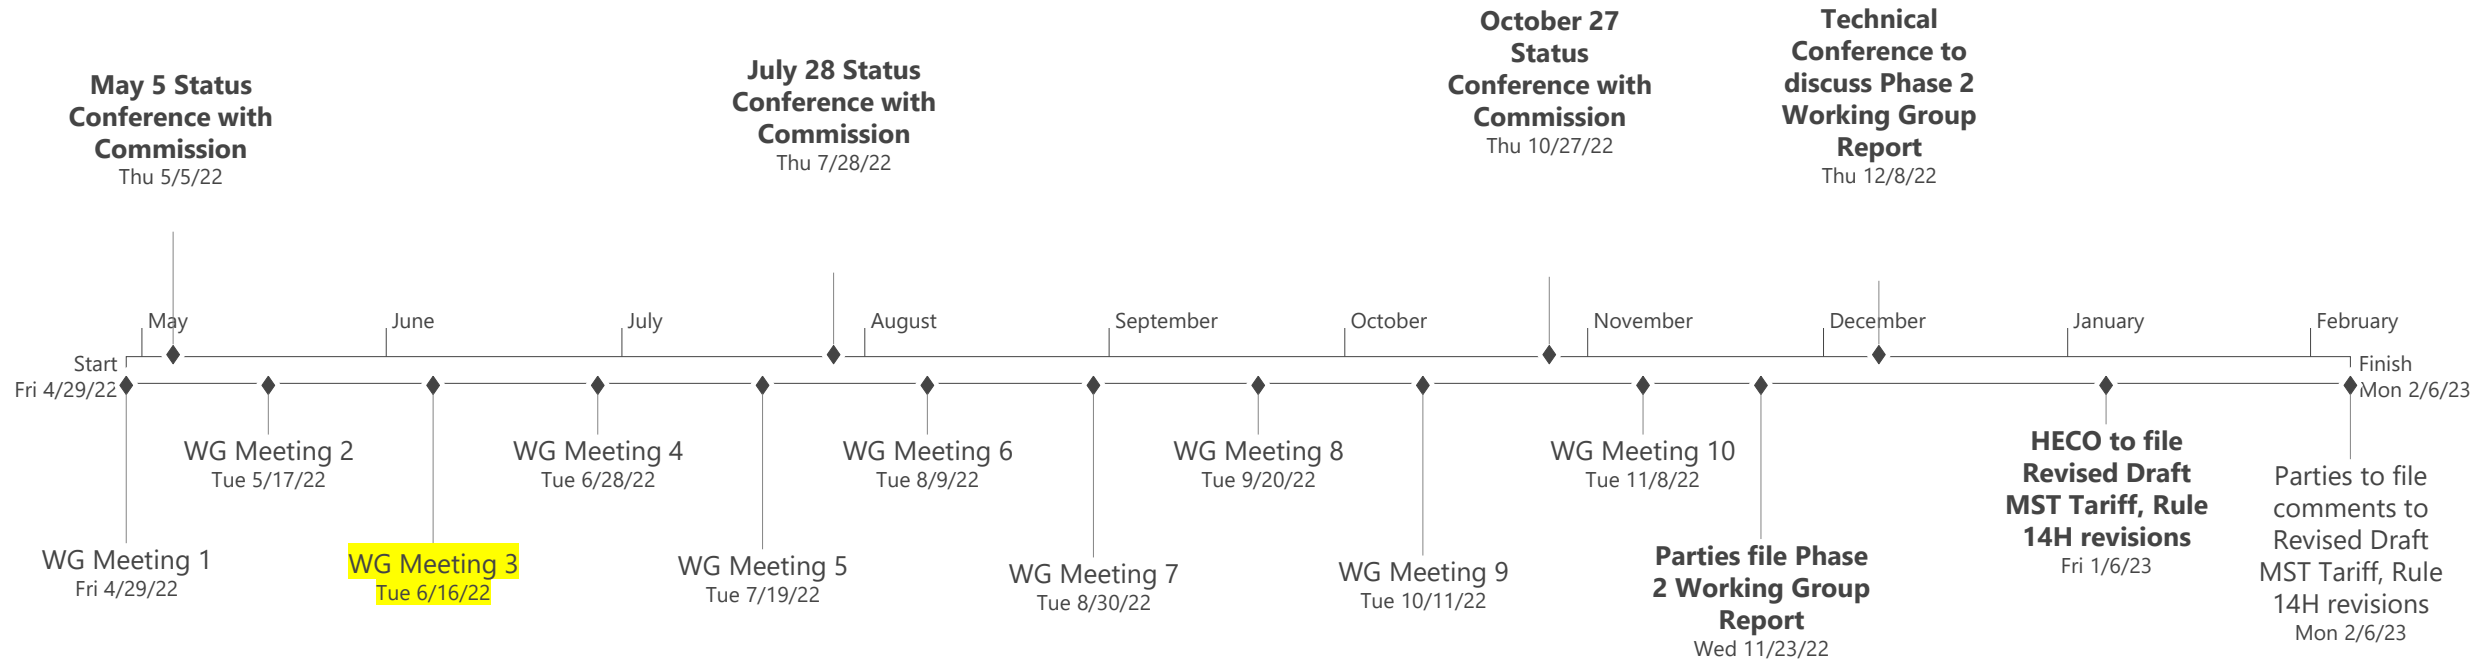 May 5 Status
Conference with
Commission
Thu 5/5/22
July 28 Status
Conference with
Commission
Thu 7/28/22
October 27
Status
Conference with
Commission
Thu 10/27/22
Technical
Conference to
discuss Phase 2
Working Group
Report
Thu 12/8/22
May
June
July
August
September
October
November
December
January
February
Start
Fri 4/29/22
Finish
Mon 2/6/23
WG Meeting 1
Fri 4/29/22
WG Meeting 2
Tue 5/17/22
WG Meeting 3
Tue 6/16/22
WG Meeting 4
Tue 6/28/22
WG Meeting 5
Tue 7/19/22
WG Meeting 6
Tue 8/9/22
WG Meeting 7
Tue 8/30/22
WG Meeting 8
Tue 9/20/22
WG Meeting 9
Tue 10/11/22
WG Meeting 10
Tue 11/8/22
Parties file Phase
2 Working Group
Report
Wed 11/23/22
HECO to file
Revised Draft
MST Tariff, Rule
14H revisions
Fri 1/6/23
Parties to file
comments to
Revised Draft
MST Tariff, Rule
14H revisions
Mon 2/6/23